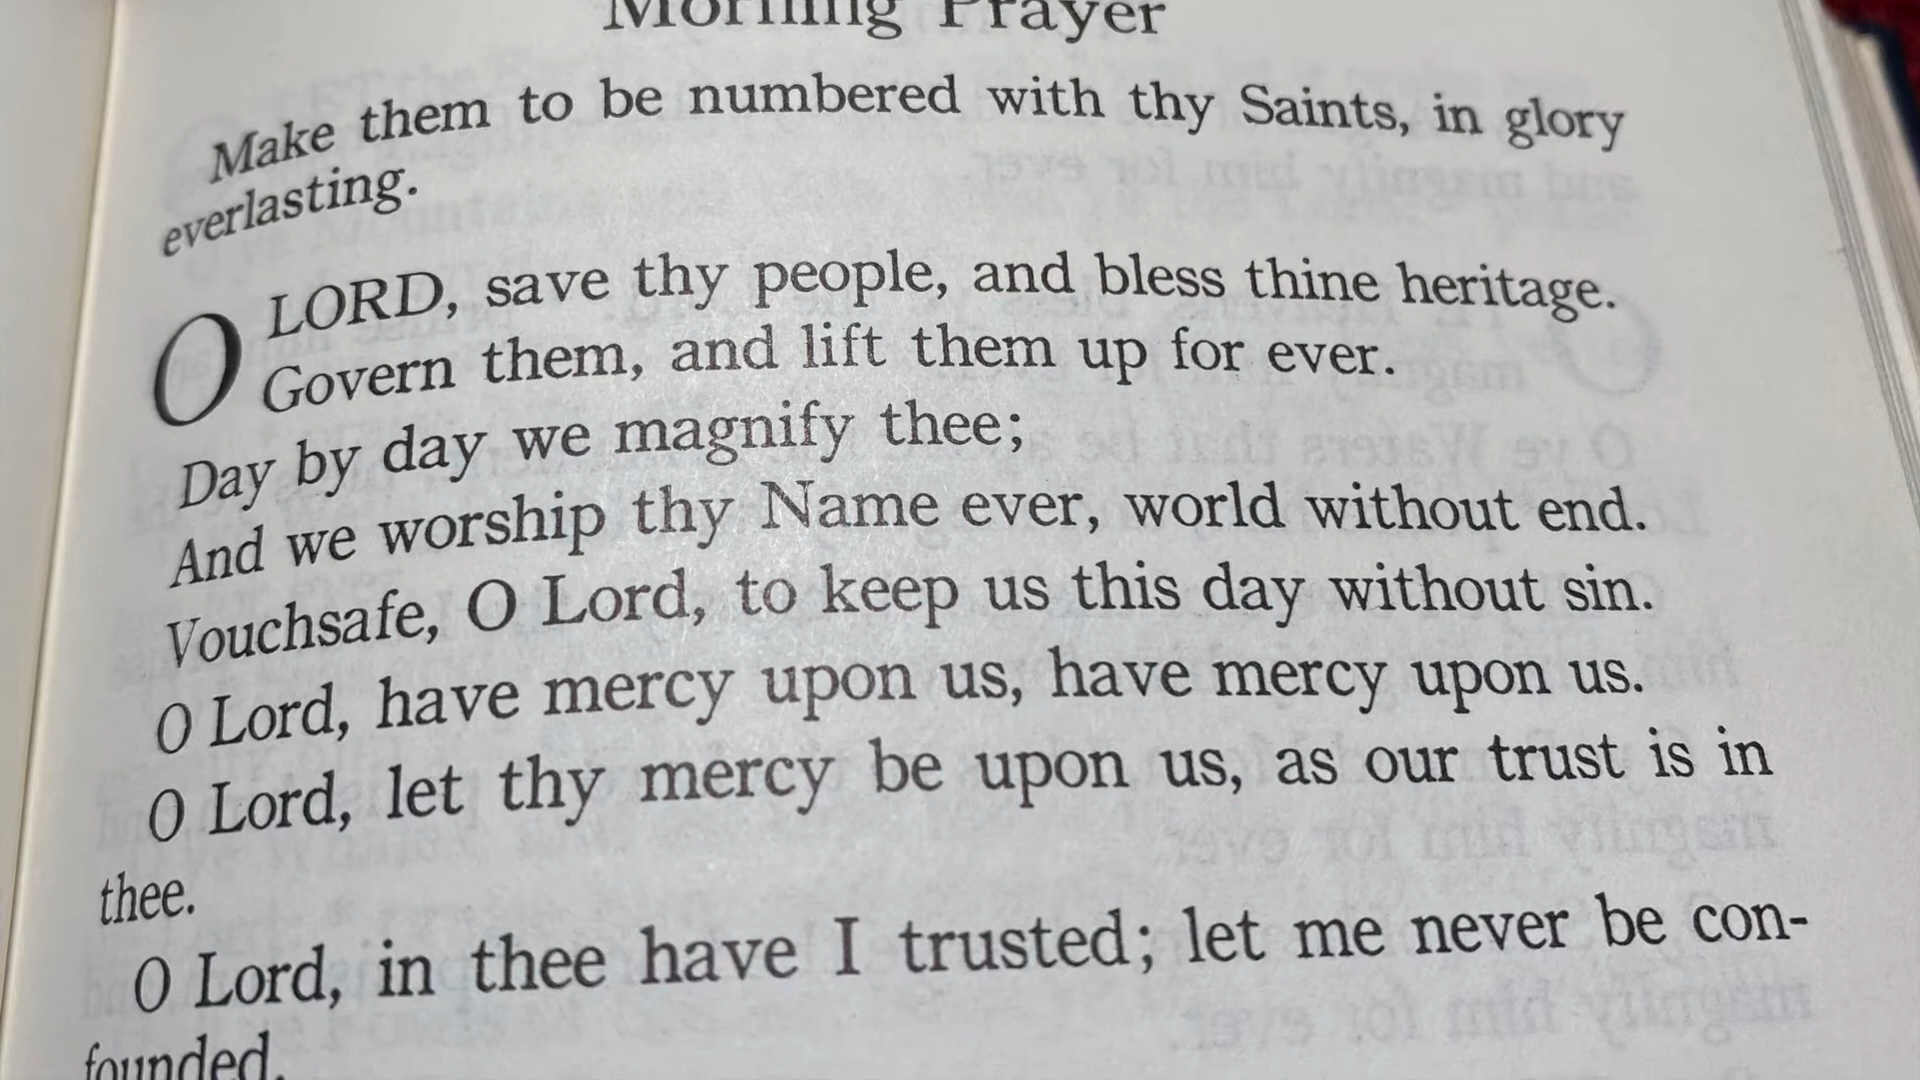 Morning Prayer
Make them to be numbered with thy Saints, in glory
everlasting.
O LORD, save thy people, and bless thine heritage.
Govern them, and lift them up for ever.
Day by day we magnify thee;
And we worship thy Name ever, world without end.
Vouchsafe, O Lord, to keep us this day without sin.
O Lord, have mercy upon us, have mercy upon us.
O Lord, let thy mercy be upon us, as our trust is in
thee.
O Lord, in thee have I trusted; let me never be con-
founded.